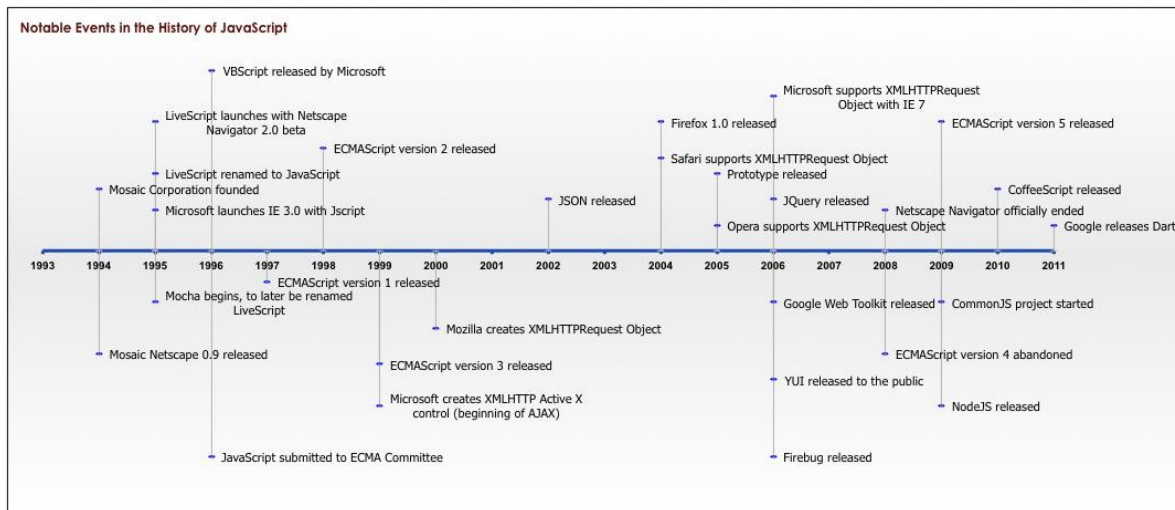 Notable Events in the History of JavaScript
VBScript released by Microsoft
Microsoft supports XMLHTTPRequest
Object with IE 7
LiveScript launches with Netscape
Navigator 2.0 beta
Firefox 1.0 released
ECMAScript version 5 released
ECMAScript version 2 released
Safari supports XMLHTTPRequest Object
LiveScript renamed to JavaScript
Prototype released
Mosaic Corporation founded
CoffeeScript released
JSON released
JQuery released
Microsoft launches IE 3.0 with Jscript
Netscape Navigator officially ended
Opera supports XMLHTTPRequest Object
Google releases Dart
1993 1994 1995 1996 1997 1998 1999 2000 2001 2002 2003 2004 2005 2006 2007 2008 2009 2010 2011
ECMAScript version 1 released
Mocha begins, to later be renamed
LiveScript
Google Web Toolkit released
CommonJS project started
Mozilla creates XMLHTTPRequest Object
Mosaic Netscape 0.9 released
ECMAScript version 4 abandoned
ECMAScript version 3 released
YUI released to the public
Microsoft creates XMLHTTP Active X
control (beginning of AJAX)
NodeJS released
JavaScript submitted to ECMA Committee
Firebug released